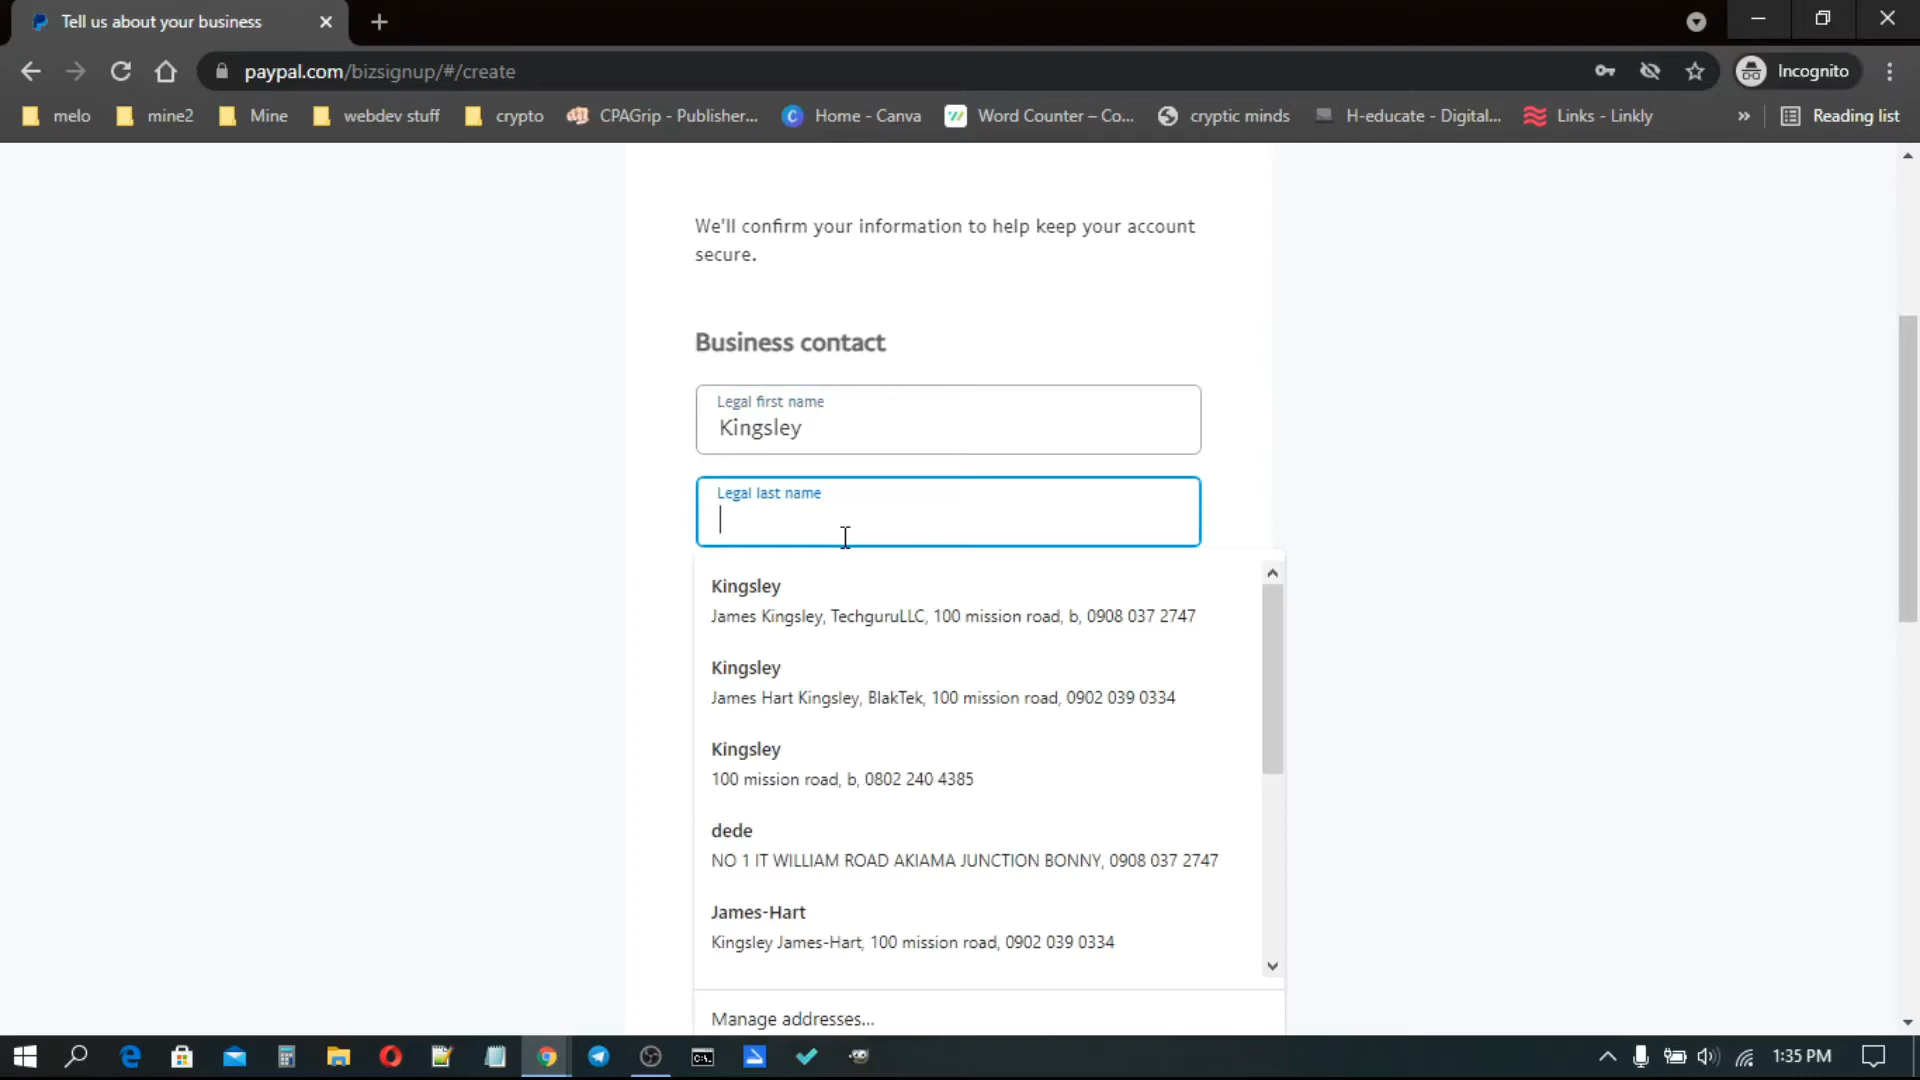 Tell us about your business
paypal.com/bizsignup/#/create
Incognito
melo
mine2
Mine
webdev stuff
crypto
CPAGrip - Publisher...
Home - Canva
Word Counter – Co...
cryptic minds
H-educate - Digital...
Links - Linkly
»
Reading list
We'll confirm your information to help keep your account
secure.
Business contact
Legal first name
Kingsley
Legal last name
Kingsley
James Kingsley, TechguruLLC, 100 mission road, b, 0908 037 2747
Kingsley
James Hart Kingsley, BlakTek, 100 mission road, 0902 039 0334
Kingsley
100 mission road, b, 0802 240 4385
dede
NO 1 IT WILLIAM ROAD AKIAMA JUNCTION BONNY, 0908 037 2747
James-Hart
Kingsley James-Hart, 100 mission road, 0902 039 0334
Manage addresses...
1:35 PM